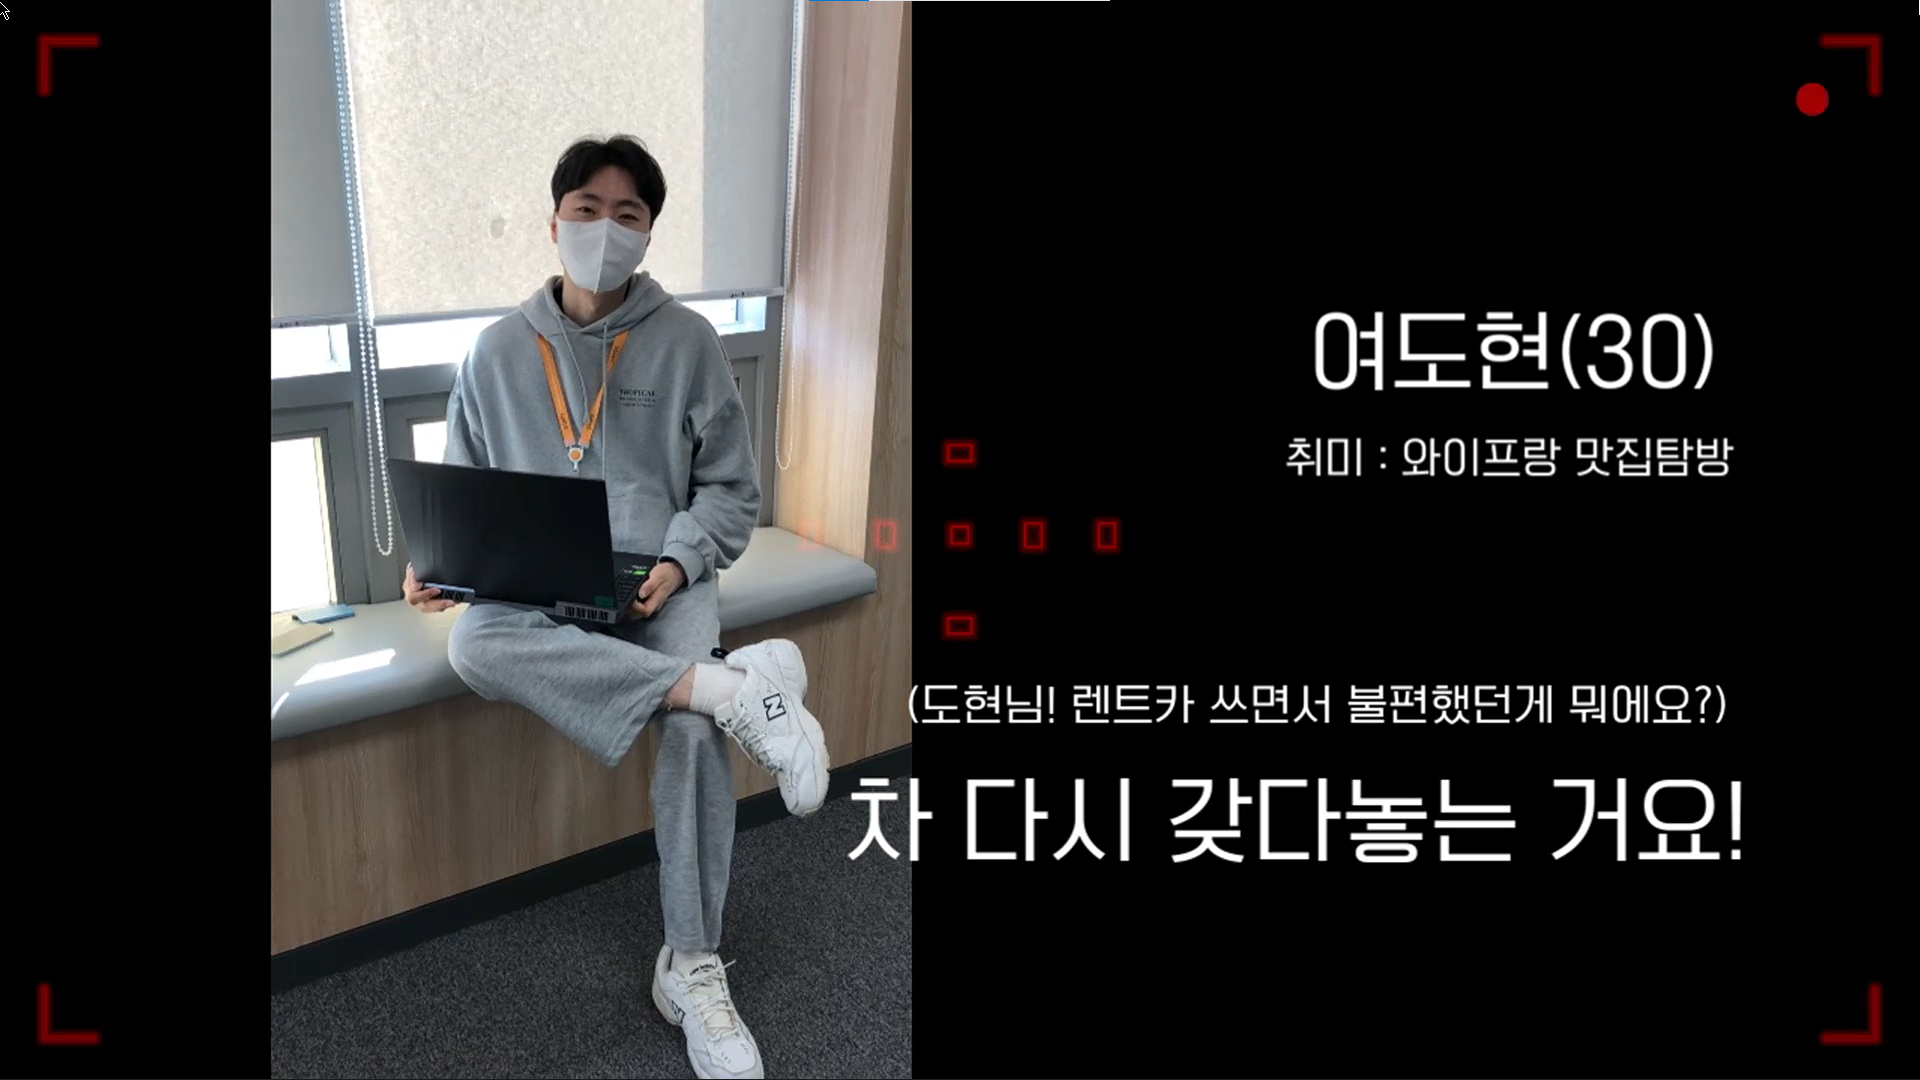 여도현(30)
취미 : 와이프랑 맛집탐방
(도현님! 렌트카 쓰면서 불편했던게 뭐에요?)
차 다시 갖다놓는 거요!
TROPICAL
N